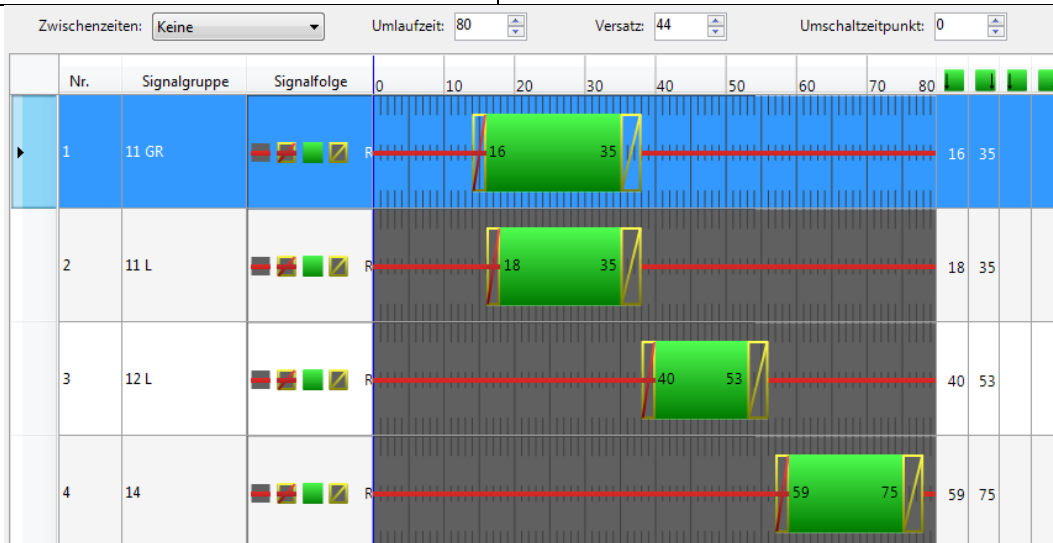 Zwischenzeiten: Keine Umlaufzeit: 80 Versatz: 44 Umschaltzeitpunkt: 0
Nr. Signalgruppe Signalfolge 0 10 20 30 40 50 60 70 80
1 11 GR R 16 35 16 35
2 11 L R 18 35 18 35
3 12 L R 40 53 40 53
4 14 R 59 75 59 75